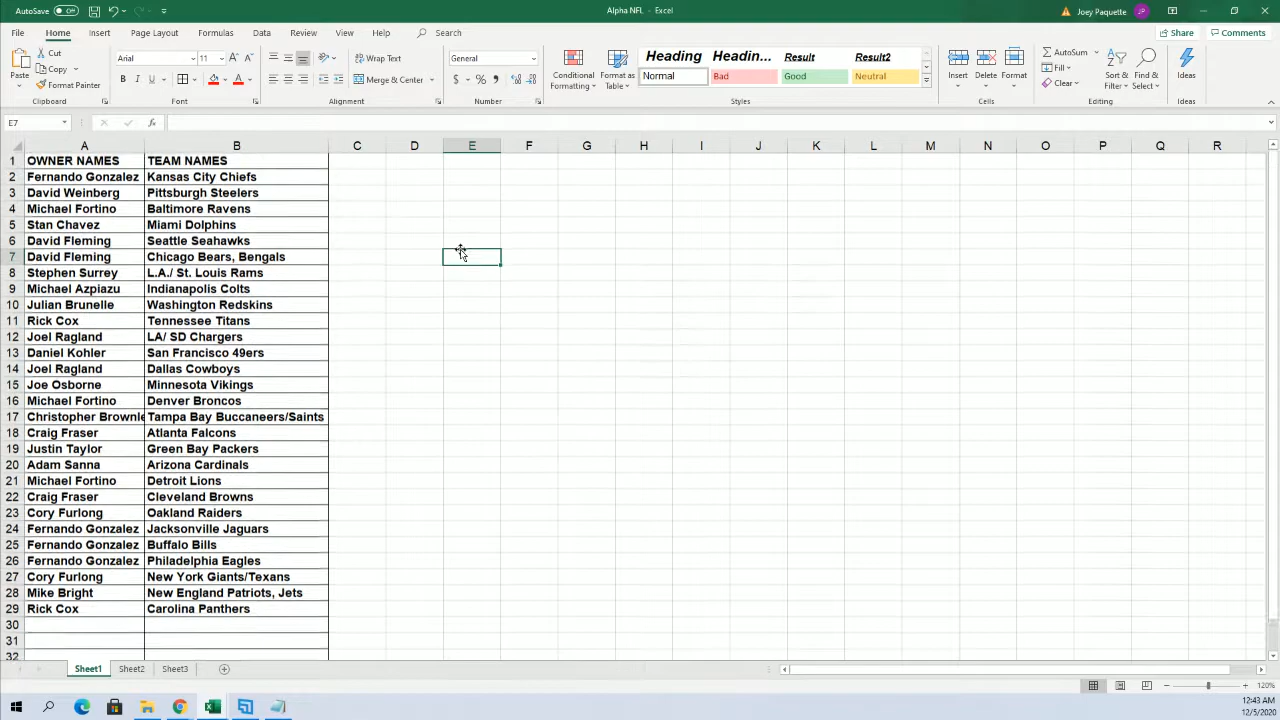 AutoSave Off Alpha NFL – Excel Joey Paquette JP
File Home Insert Page Layout Formulas Data Review View Help Search Share Comments
Paste Cut Copy Format Painter Clipboard
Arial 11 B I U A Font
Wrap Text Merge & Center Alignment
General $ % Number
Conditional Formatting Format as Table
Heading Headin... Result Result2
Normal Bad Good Neutral Styles
Insert Delete Format Cells
AutoSum Fill Clear Sort & Filter Find & Select Editing
Ideas Ideas
E7 fx
A B C D E F G H I J K L M N O P Q R
1 OWNER NAMES TEAM NAMES
2 Fernando Gonzalez Kansas City Chiefs
3 David Weinberg Pittsburgh Steelers
4 Michael Fortino Baltimore Ravens
5 Stan Chavez Miami Dolphins
6 David Fleming Seattle Seahawks
7 David Fleming Chicago Bears, Bengals
8 Stephen Surrey L.A./ St. Louis Rams
9 Michael Azpiazu Indianapolis Colts
10 Julian Brunelle Washington Redskins
11 Rick Cox Tennessee Titans
12 Joel Ragland LA/ SD Chargers
13 Daniel Kohler San Francisco 49ers
14 Joel Ragland Dallas Cowboys
15 Joe Osborne Minnesota Vikings
16 Michael Fortino Denver Broncos
17 Christopher Brownle Tampa Bay Buccaneers/Saints
18 Craig Fraser Atlanta Falcons
19 Justin Taylor Green Bay Packers
20 Adam Sanna Arizona Cardinals
21 Michael Fortino Detroit Lions
22 Craig Fraser Cleveland Browns
23 Cory Furlong Oakland Raiders
24 Fernando Gonzalez Jacksonville Jaguars
25 Fernando Gonzalez Buffalo Bills
26 Fernando Gonzalez Philadelphia Eagles
27 Cory Furlong New York Giants/Texans
28 Mike Bright New England Patriots, Jets
29 Rick Cox Carolina Panthers
30
31
32
Sheet1 Sheet2 Sheet3
120%
12:43 AM
12/5/2020